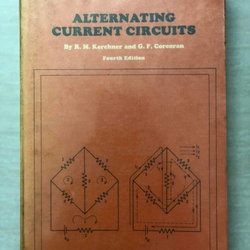 ALTERNATING
CURRENT CIRCUITS
By R. M. Kerchner and G. F. Corcoran
Fourth Edition